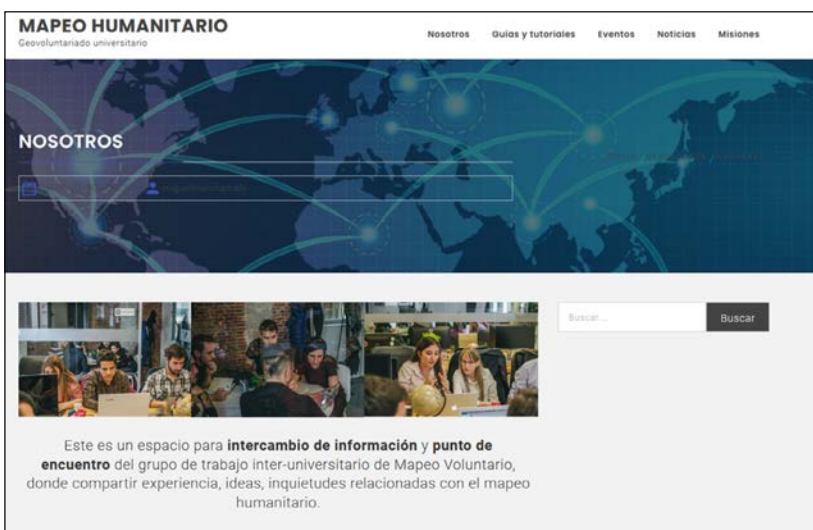 MAPEO HUMANITARIO
Geovoluntariado universitario
Nosotros Guías y tutoriales Eventos Noticias Misiones
NOSOTROS
Buscar ...
Buscar
Este es un espacio para intercambio de información y punto de
encuentro del grupo de trabajo inter-universitario de Mapeo Voluntario,
donde compartir experiencia, ideas, inquietudes relacionadas con el mapeo
humanitario.